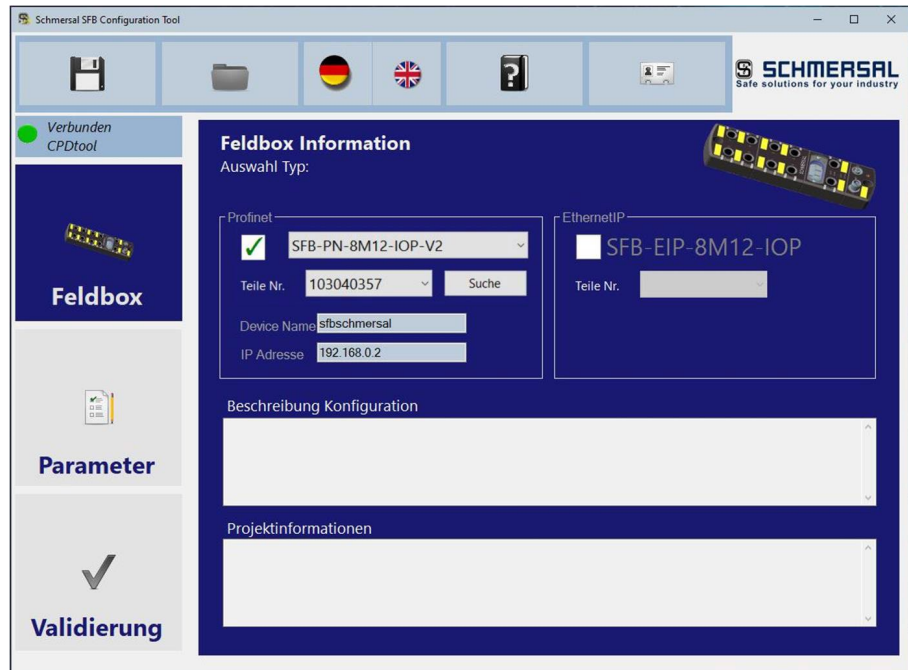 Schmersal SFB Configuration Tool
SCHMERSAL
Safe solutions for your industry
Verbunden
CPDtool
Feldbox
Parameter
Validierung
Feldbox Information
Auswahl Typ:
Profinet
SFB-PN-8M12-IOP-V2
Teile Nr. 103040357 Suche
Device Name sfbschmersal
IP Adresse 192.168.0.2
EthernetIP
SFB-EIP-8M12-IOP
Teile Nr.
Beschreibung Konfiguration
Projektinformationen